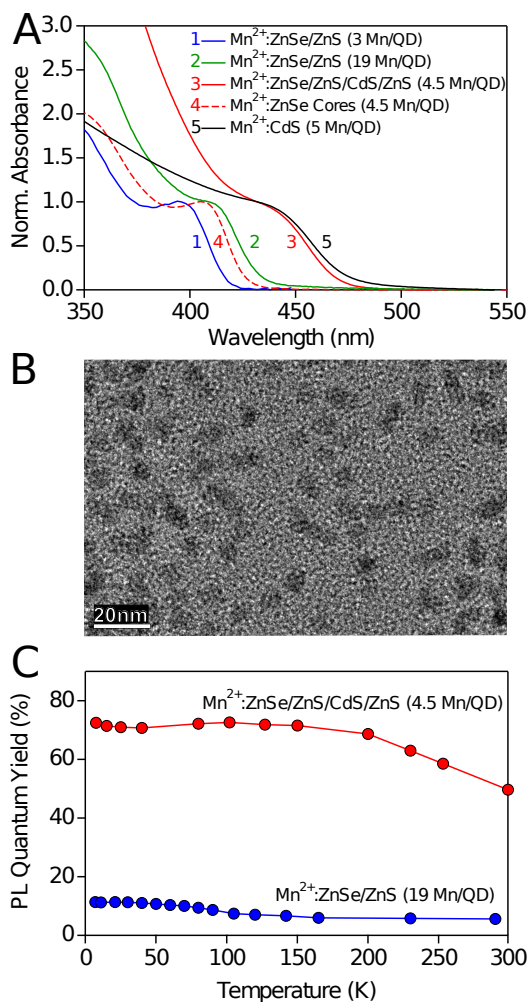 A
Norm. Absorbance
3.0
2.5
2.0
1.5
1.0
0.5
0.0
1 Mn²⁺:ZnSe/ZnS (3 Mn/QD)
2 Mn²⁺:ZnSe/ZnS (19 Mn/QD)
3 Mn²⁺:ZnSe/ZnS/CdS/ZnS (4.5 Mn/QD)
4 Mn²⁺:ZnSe Cores (4.5 Mn/QD)
5 Mn²⁺:CdS (5 Mn/QD)
1 4 2 3 5
350 400 450 500 550
Wavelength (nm)
B
20nm
C
PL Quantum Yield (%)
80
60
40
20
0
Mn²⁺:ZnSe/ZnS/CdS/ZnS (4.5 Mn/QD)
Mn²⁺:ZnSe/ZnS (19 Mn/QD)
0 50 100 150 200 250 300
Temperature (K)